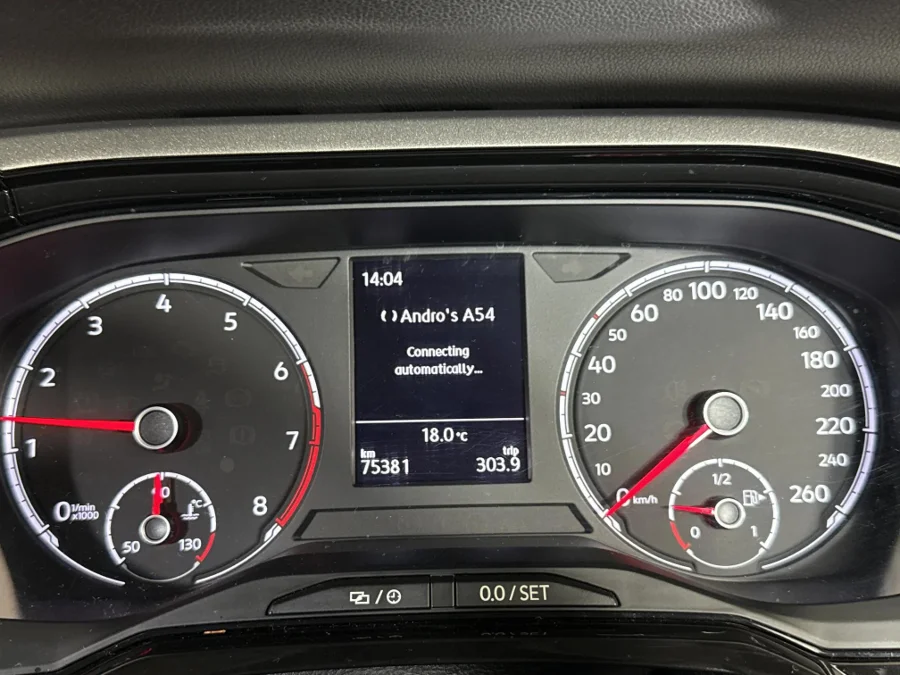 14:04
Andro's A54
Connecting
automatically...
18.0°c
km
75381
trip
303.9
0 1 2 3 4 5 6 7 8
1/min
x1000
50 90 130
°C
0 10 20 30 40 50 60 80 100 120 140 160 180 200 220 240 260
km/h
0 1/2 1
0.0 / SET